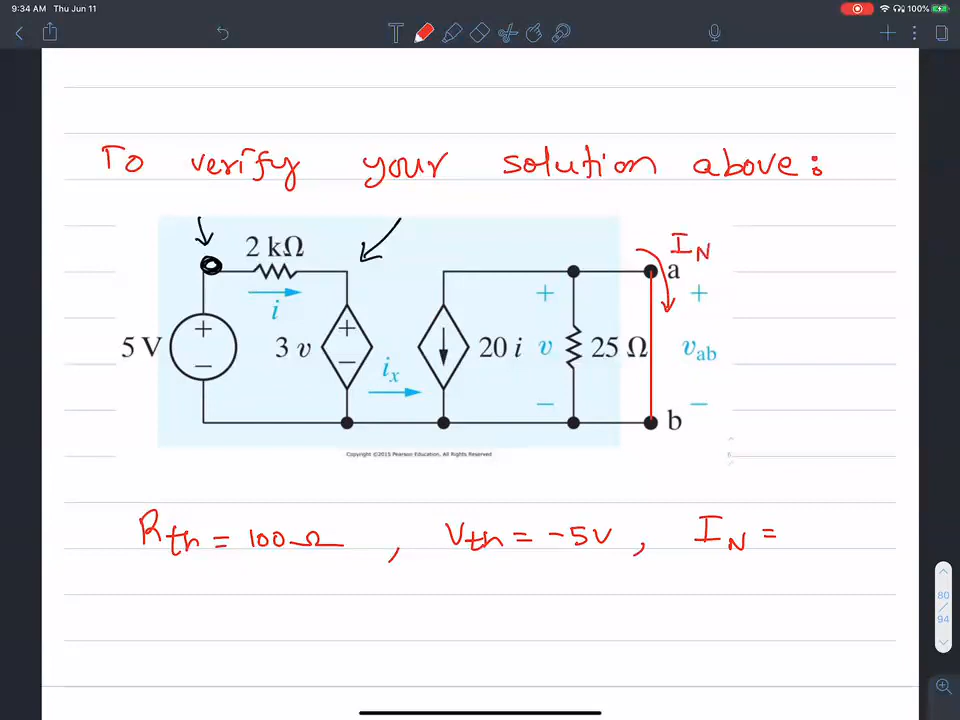 9:34 AM Thu Jun 11
100%
To verify your solution above:
2 kΩ
I_N
a
i
+
+
+
+
5 V
3 v
20 i
v
25 Ω
v_ab
−
−
i_x
−
−
b
Copyright ©2015 Pearson Education, All Rights Reserved
R_th = 100Ω , V_th = -5V , I_N =
80
/
94